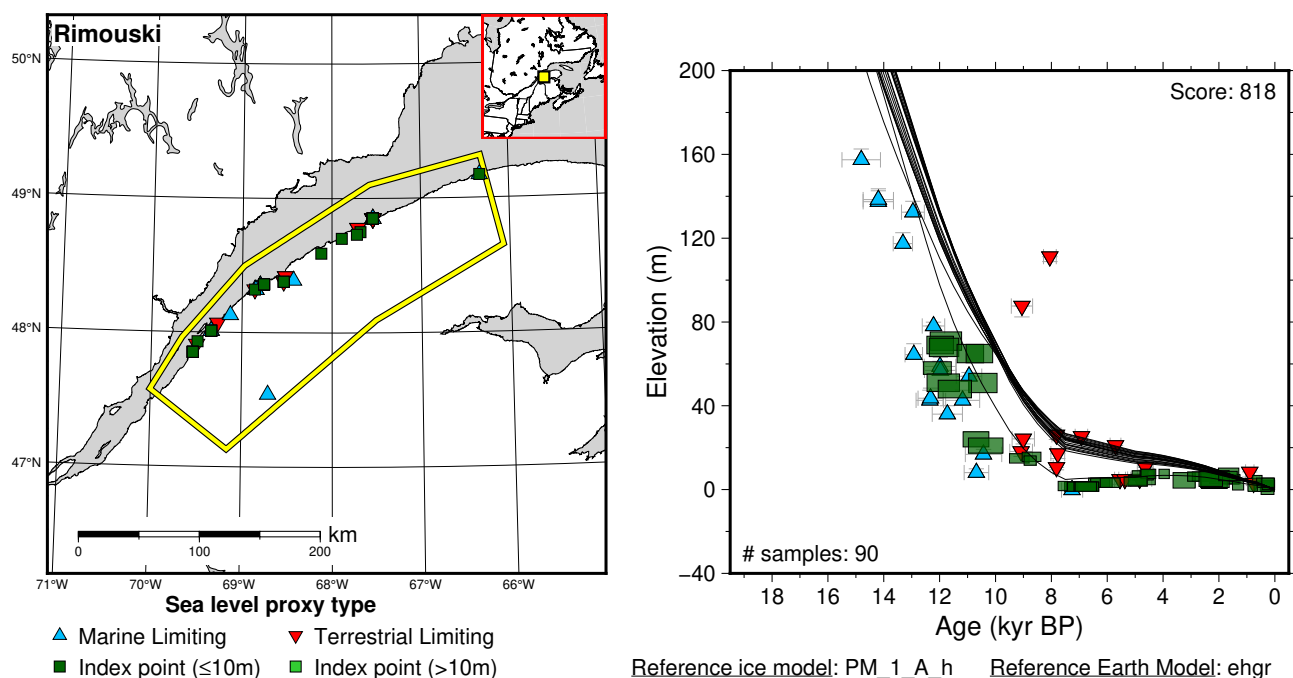 Rimouski
50°N
49°N
48°N
47°N
km
0 100 200
71°W 70°W 69°W 68°W 67°W 66°W
Sea level proxy type
Marine Limiting Terrestrial Limiting
Index point (≤10m) Index point (>10m)
Score: 818
200
160
120
80
40
0
−40
Elevation (m)
# samples: 90
18 16 14 12 10 8 6 4 2 0
Age (kyr BP)
Reference ice model: PM_1_A_h Reference Earth Model: ehgr